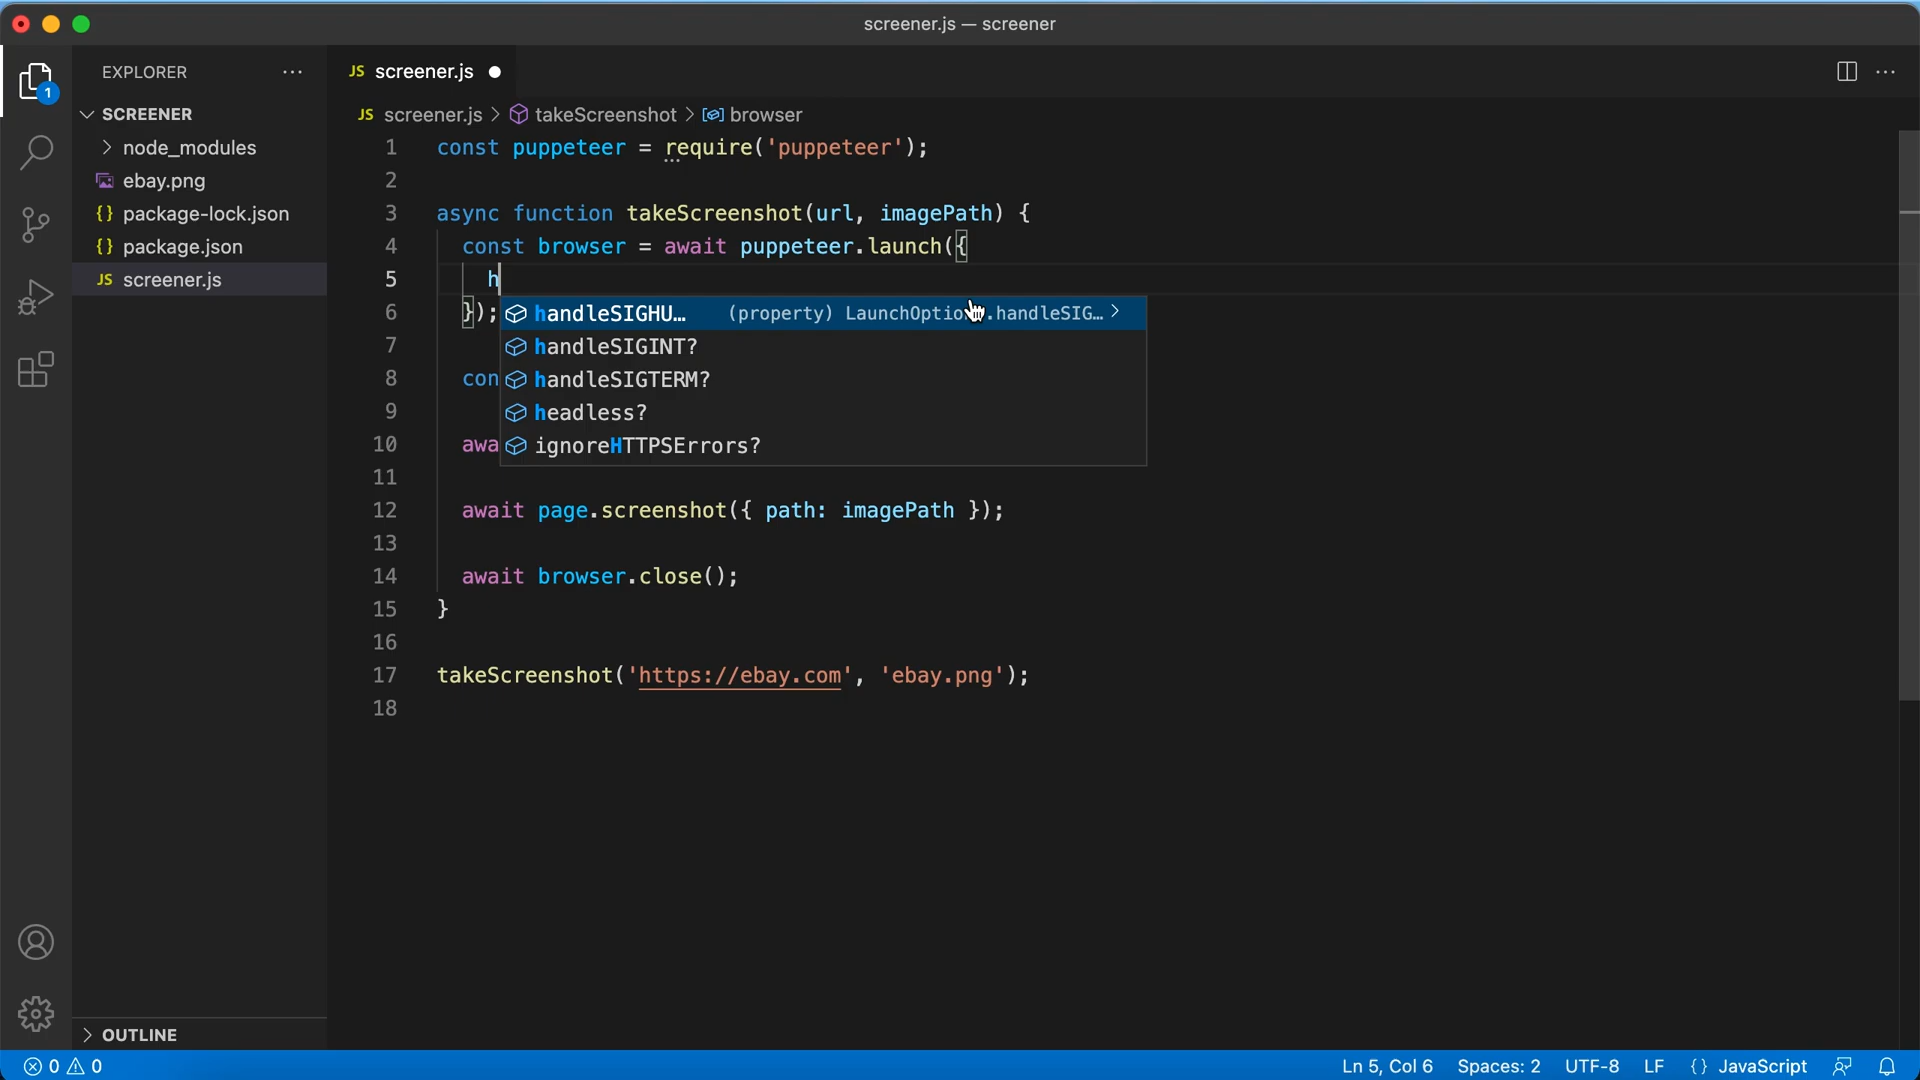 screener.js — screener
EXPLORER
JS screener.js
1
SCREENER
JS screener.js > takeScreenshot > browser
node_modules
ebay.png
{} package-lock.json
{} package.json
JS screener.js
1 const puppeteer = require('puppeteer');
2
3 async function takeScreenshot(url, imagePath) {
4 const browser = await puppeteer.launch({
5 h
6 });
handleSIGHU… (property) LaunchOptio .handleSIG… >
7
handleSIGINT?
8 con
handleSIGTERM?
9
headless?
10 awa
ignoreHTTPSErrors?
11
12 await page.screenshot({ path: imagePath });
13
14 await browser.close();
15 }
16
17 takeScreenshot('https://ebay.com', 'ebay.png');
18
OUTLINE
0 0
Ln 5, Col 6 Spaces: 2 UTF-8 LF {} JavaScript